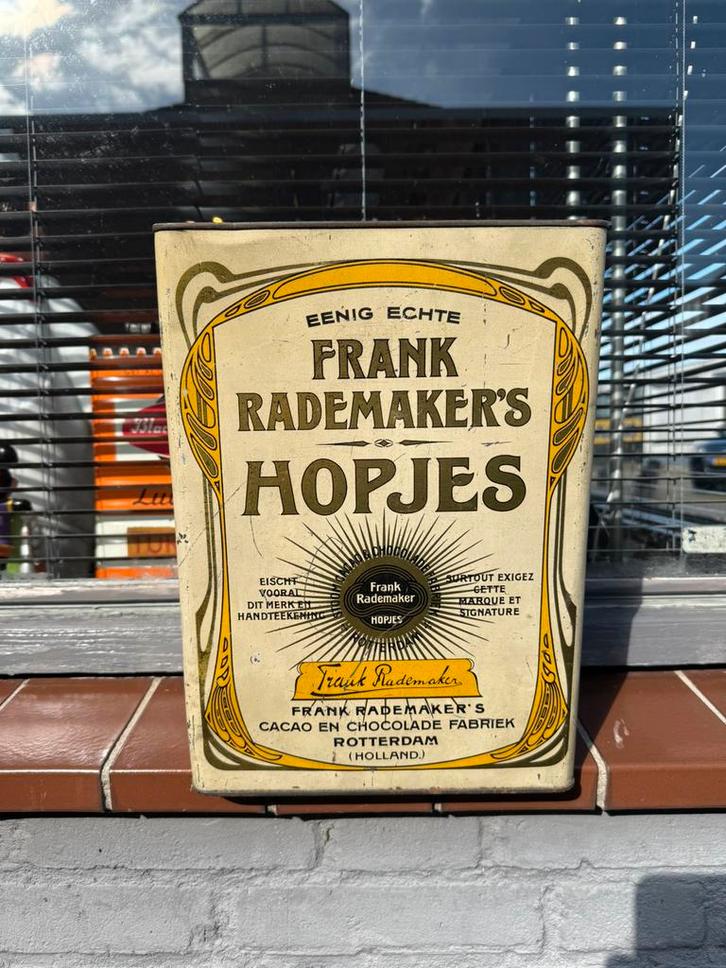 EENIG ECHTE
FRANK
RADEMAKER'S
HOPJES
EISCHT
VOORAL
DIT MERK EN
HANDTEEKENING
Frank
Rademaker
HOPJES
ROTTERDAM
SURTOUT EXIGEZ
CETTE
MARQUE ET
SIGNATURE
Frank Rademaker
FRANK RADEMAKER'S
CACAO EN CHOCOLADE FABRIEK
ROTTERDAM
(HOLLAND.)